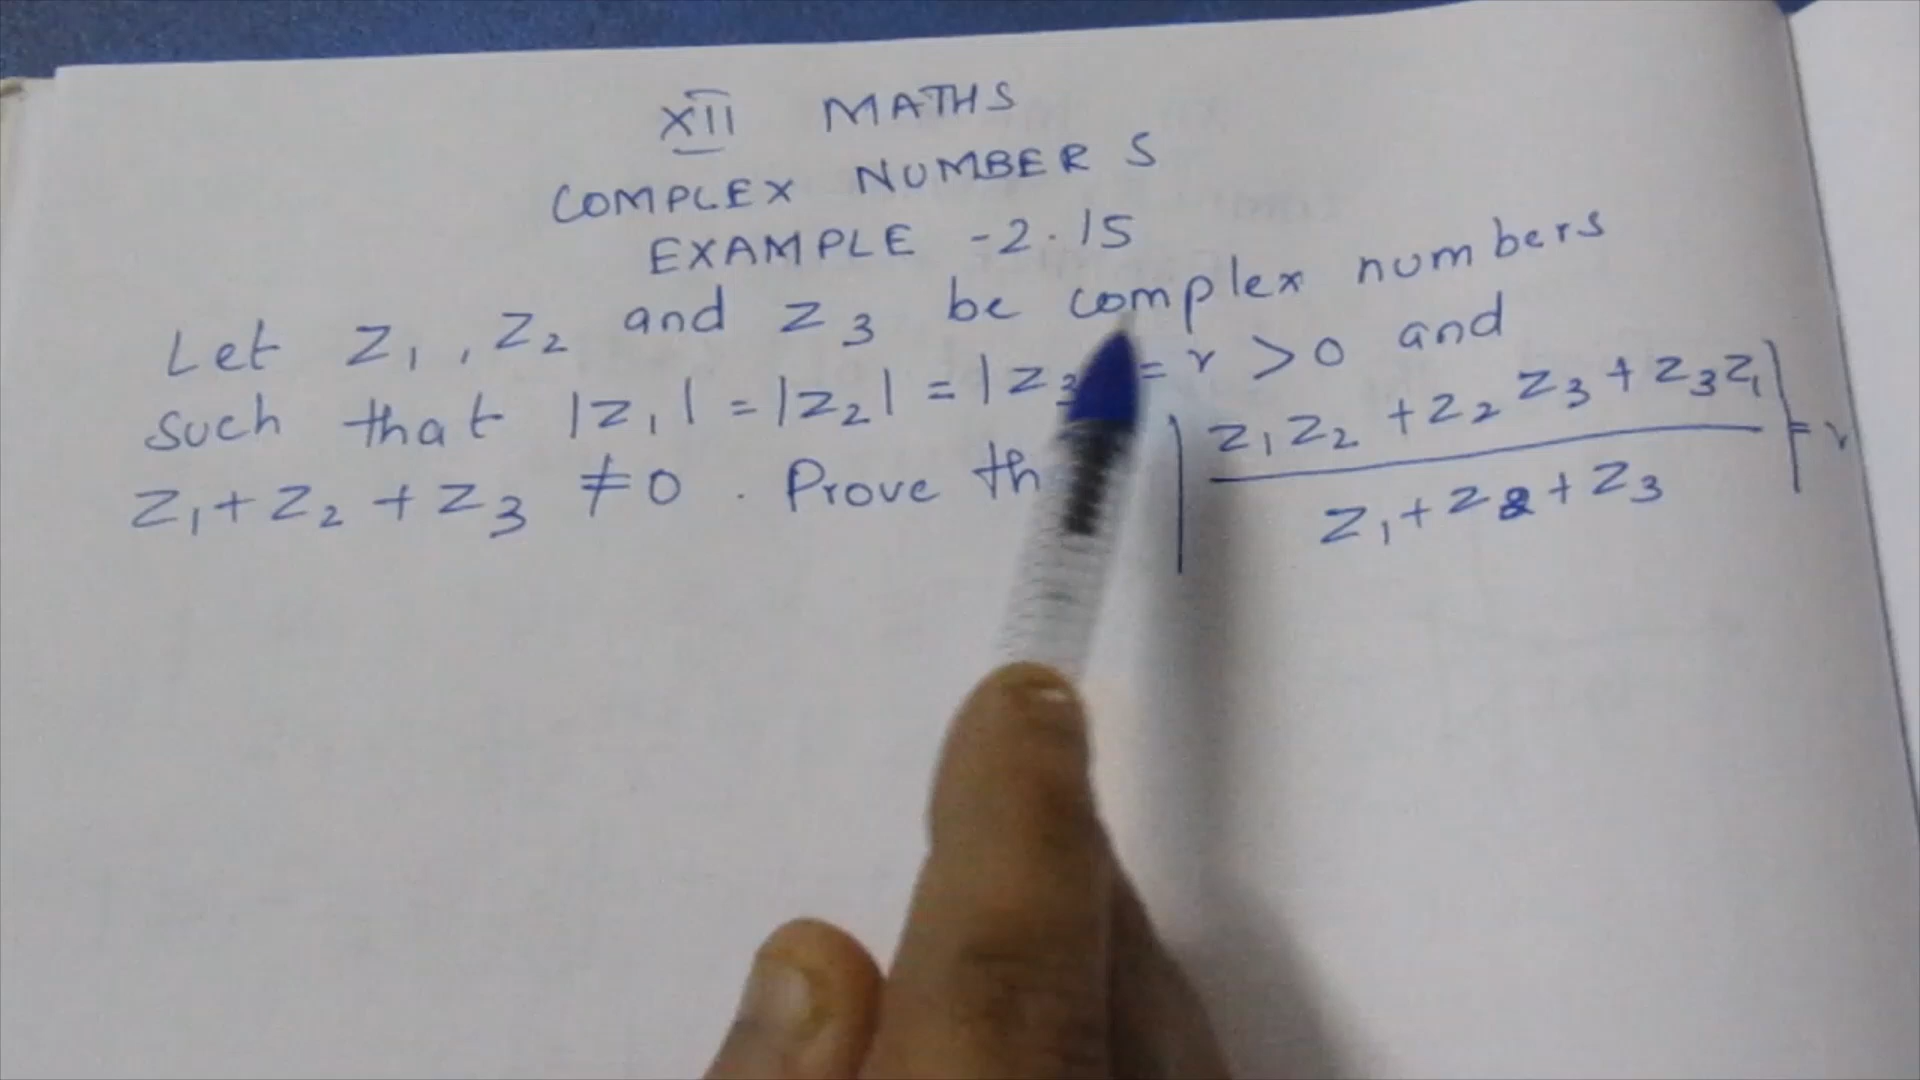 XII MATHS
COMPLEX NUMBERS
EXAMPLE -2.15
Let z₁, z₂ and z₃ be complex numbers
such that |z₁| = |z₂| = |z₃| = r > 0 and
z₁+z₂+z₃ ≠ 0. Prove th | z₁z₂+z₂z₃+z₃z₁ / z₁+z₂+z₃ | = r